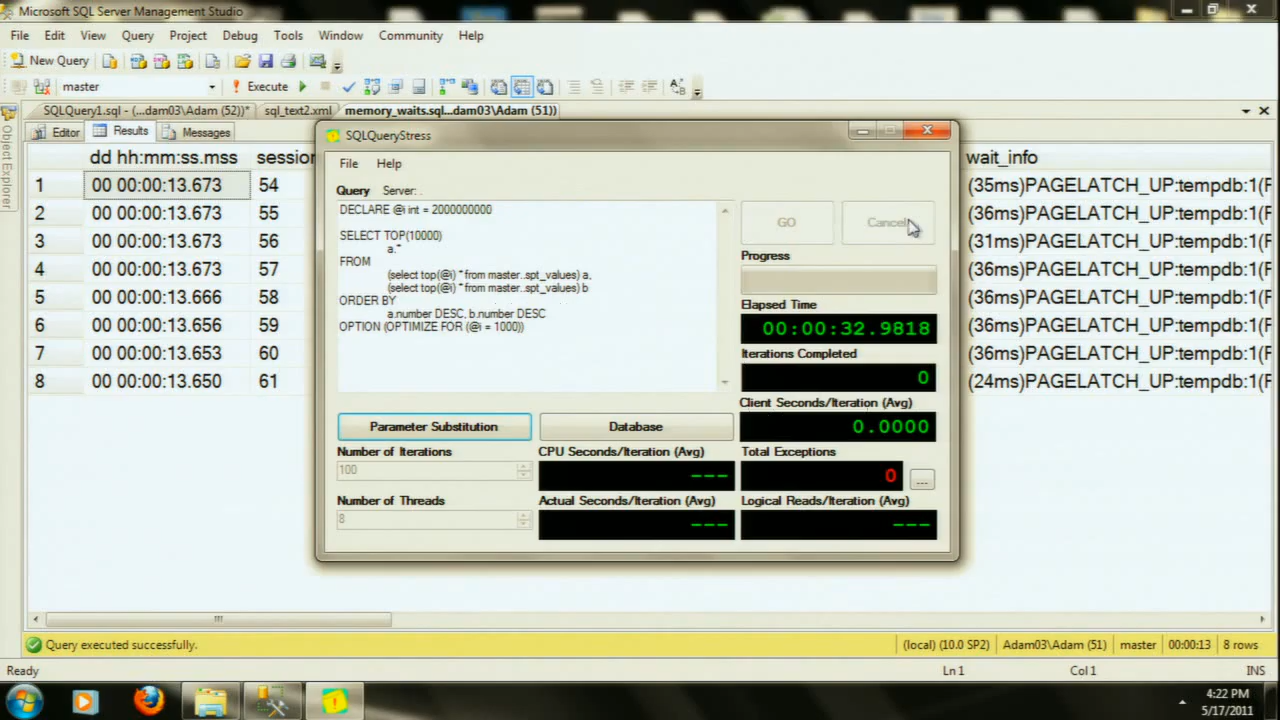 Microsoft SQL Server Management Studio
File Edit View Query Project Debug Tools Window Community Help
New Query
master Execute
SQLQuery1.sql - (...dam03\Adam (52))* sql_text2.xml memory_waits.sql...dam03\Adam (51))
Editor Results Messages
Object Explorer
dd hh:mm:ss.mss session wait_info
1 00 00:00:13.673 54 (35ms)PAGELATCH_UP:tempdb:1(F
2 00 00:00:13.673 55 (36ms)PAGELATCH_UP:tempdb:1(F
3 00 00:00:13.673 56 (31ms)PAGELATCH_UP:tempdb:1(F
4 00 00:00:13.673 57 (36ms)PAGELATCH_UP:tempdb:1(F
5 00 00:00:13.666 58 (36ms)PAGELATCH_UP:tempdb:1(F
6 00 00:00:13.656 59 (36ms)PAGELATCH_UP:tempdb:1(F
7 00 00:00:13.653 60 (36ms)PAGELATCH_UP:tempdb:1(F
8 00 00:00:13.650 61 (24ms)PAGELATCH_UP:tempdb:1(F
SQLQueryStress
File Help
Query Server: .
DECLARE @i int = 2000000000
SELECT TOP(10000)
a.*
FROM
(select top(@i) * from master..spt_values) a,
(select top(@i) * from master..spt_values) b
ORDER BY
a.number DESC, b.number DESC
OPTION (OPTIMIZE FOR (@i = 1000))
GO Cancel
Progress
Elapsed Time
00:00:32.9818
Iterations Completed
0
Client Seconds/Iteration (Avg)
0.0000
Parameter Substitution Database
Number of Iterations CPU Seconds/Iteration (Avg) Total Exceptions
100 --- 0 ...
Number of Threads Actual Seconds/Iteration (Avg) Logical Reads/Iteration (Avg)
8 --- ---
Query executed successfully. (local) (10.0 SP2) Adam03\Adam (51) master 00:00:13 8 rows
Ready Ln 1 Col 1 INS
4:22 PM
5/17/2011